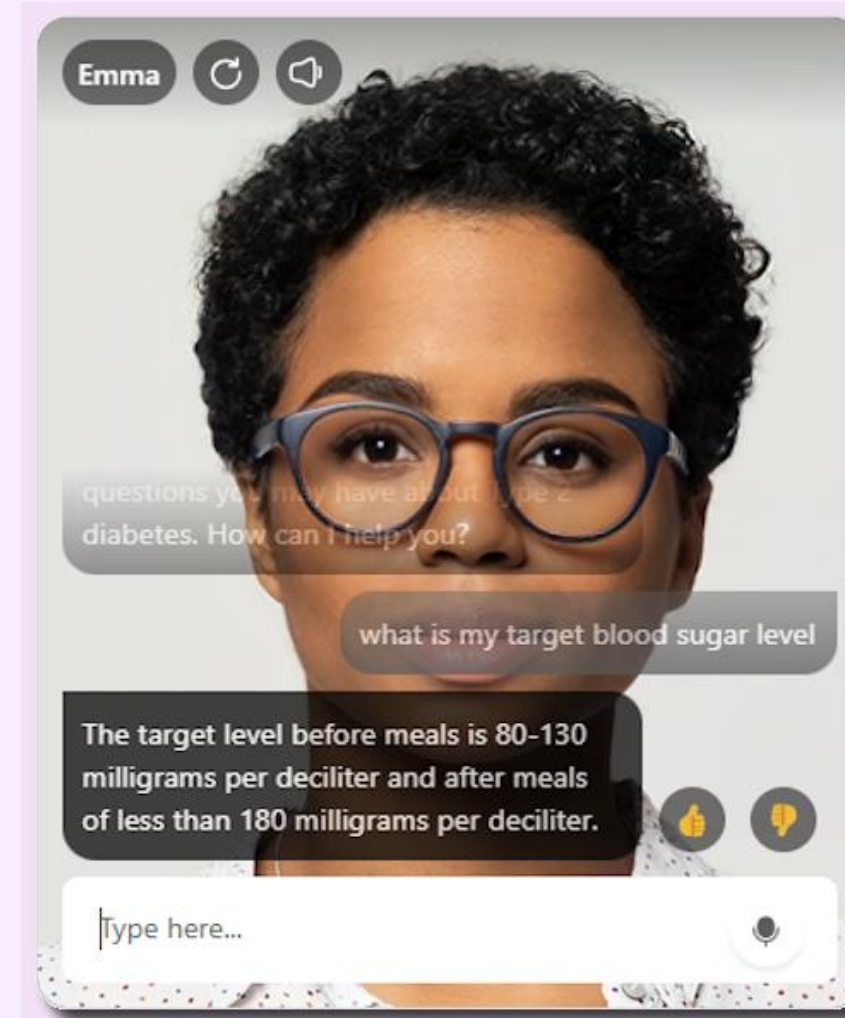 Emma
questions you may have about Type 2
diabetes. How can I help you?
what is my target blood sugar level
The target level before meals is 80-130
milligrams per deciliter and after meals
of less than 180 milligrams per deciliter.
Type here...